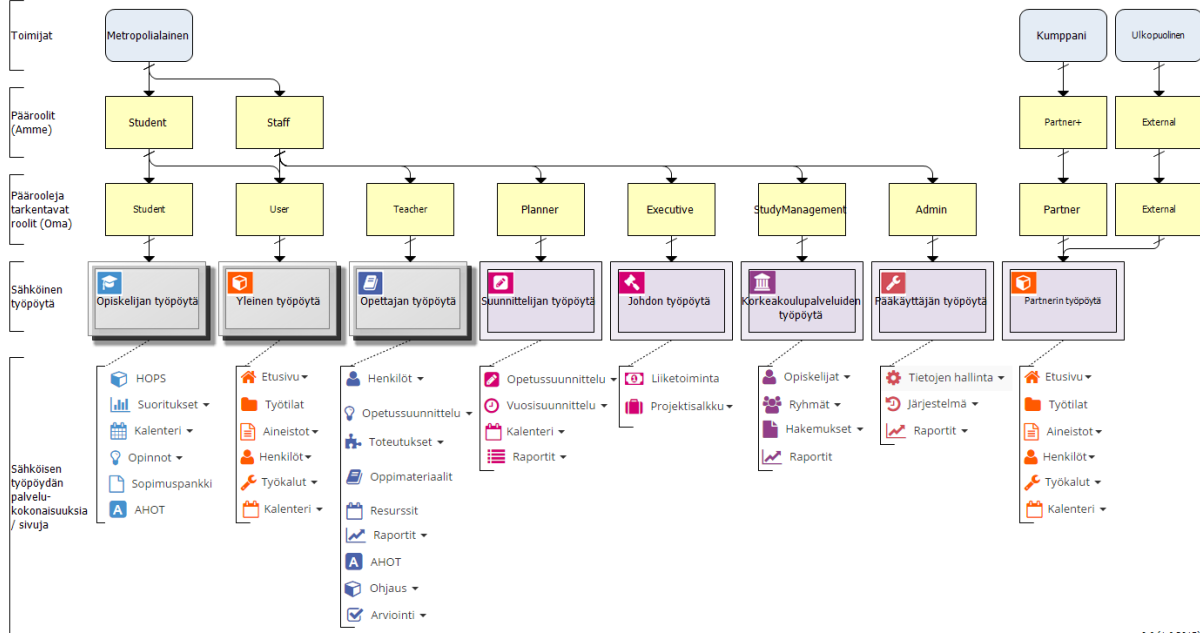 Toimijat
Metropolialainen
Kumppani
Ulkopuolinen
Pääroolit
(Amme)
Student
Staff
Partner+
External
Päärooleja
tarkentavat
roolit (Oma)
Student
User
Teacher
Planner
Executive
StudyManagement
Admin
Partner
External
Sähköinen
työpöytä
Opiskelijan työpöytä
Yleinen työpöytä
Opettajan työpöytä
Suunnittelijan työpöytä
Johdon työpöytä
Korkeakoulupalveluiden
työpöytä
Pääkäyttäjän työpöytä
Partnerin työpöytä
Sähköisen
työpöydän
palvelu-
kokonaisuuksia
/ sivuja
HOPS
Suoritukset
Kalenteri
Opinnot
Sopimuspankki
A AHOT
Etusivu
Työtilat
Aineistot
Henkilöt
Työkalut
Kalenteri
Henkilöt
Opetussuunnittelu
Toteutukset
Oppimateriaalit
Resurssit
Raportit
A AHOT
Ohjaus
Arviointi
Opetussuunnittelu
Vuosisuunnittelu
Kalenteri
Raportit
Liiketoiminta
Projektisalkku
Opiskelijat
Ryhmät
Hakemukset
Raportit
Tietojen hallinta
Järjestelmä
Raportit
Etusivu
Työtilat
Aineistot
Henkilöt
Työkalut
Kalenteri